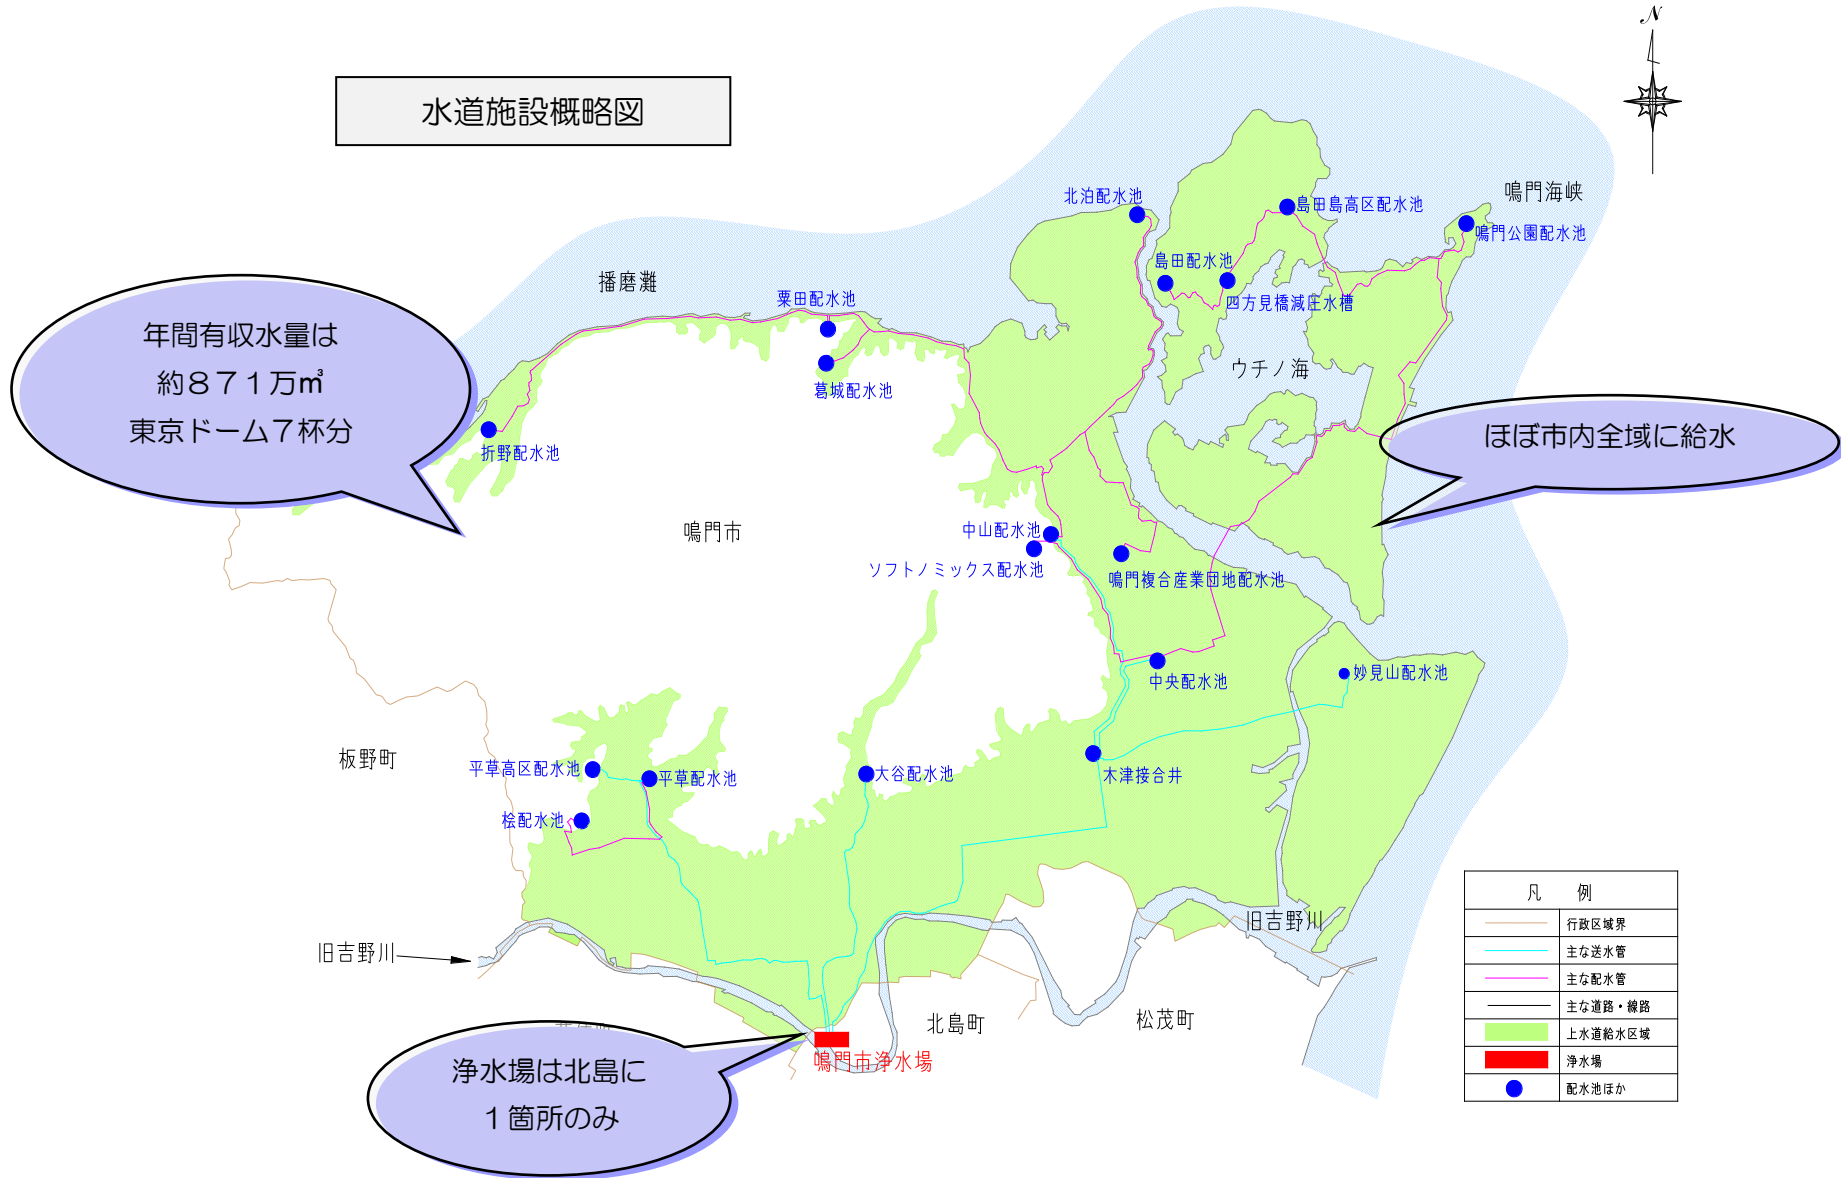 水道施設概略図
N
鳴門海峡
北泊配水池
島田島高区配水池
鳴門公園配水池
島田配水池
四方見橋減圧水槽
播磨灘
粟田配水池
ウチノ海
葛城配水池
折野配水池
年間有収水量は
約８７１万㎥
東京ドーム７杯分
ほぼ市内全域に給水
鳴門市
中山配水池
ソフトノミックス配水池
鳴門複合産業団地配水池
中央配水池
妙見山配水池
板野町
平草高区配水池
平草配水池
大谷配水池
木津接合井
桧配水池
旧吉野川
旧吉野川
北島町
松茂町
鳴門市浄水場
浄水場は北島に
１箇所のみ
凡　例
行政区域界
主な送水管
主な配水管
主な道路・線路
上水道給水区域
浄水場
配水池ほか